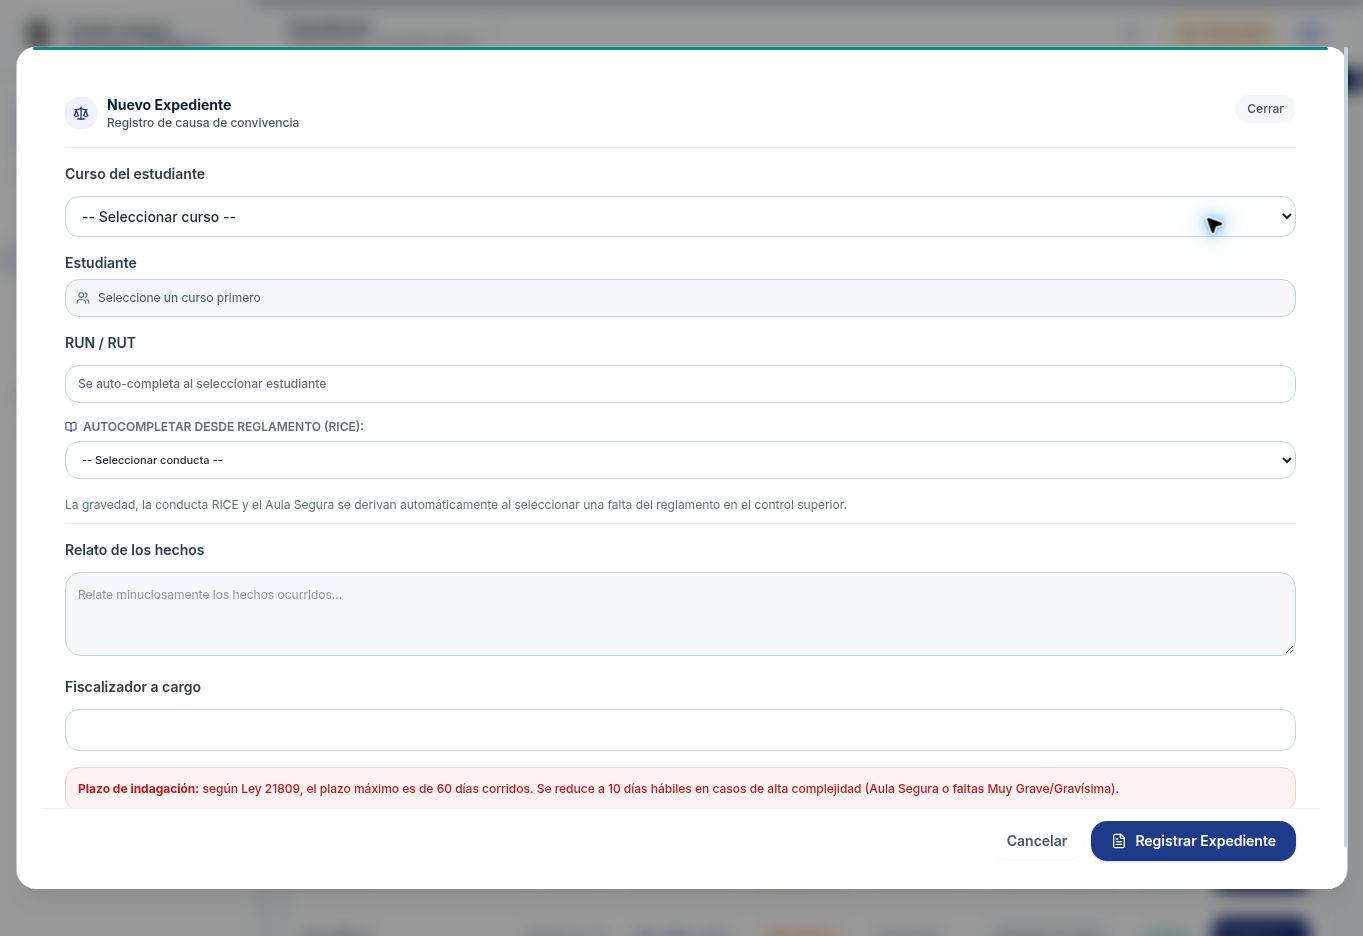 Nuevo Expediente
Registro de causa de convivencia
Cerrar
Curso del estudiante
-- Seleccionar curso --
Estudiante
Seleccione un curso primero
RUN / RUT
Se auto-completa al seleccionar estudiante
AUTOCOMPLETAR DESDE REGLAMENTO (RICE):
-- Seleccionar conducta --
La gravedad, la conducta RICE y el Aula Segura se derivan automáticamente al seleccionar una falta del reglamento en el control superior.
Relato de los hechos
Relate minuciosamente los hechos ocurridos...
Fiscalizador a cargo
Plazo de indagación: según Ley 21809, el plazo máximo es de 60 días corridos. Se reduce a 10 días hábiles en casos de alta complejidad (Aula Segura o faltas Muy Grave/Gravísima).
Cancelar
Registrar Expediente